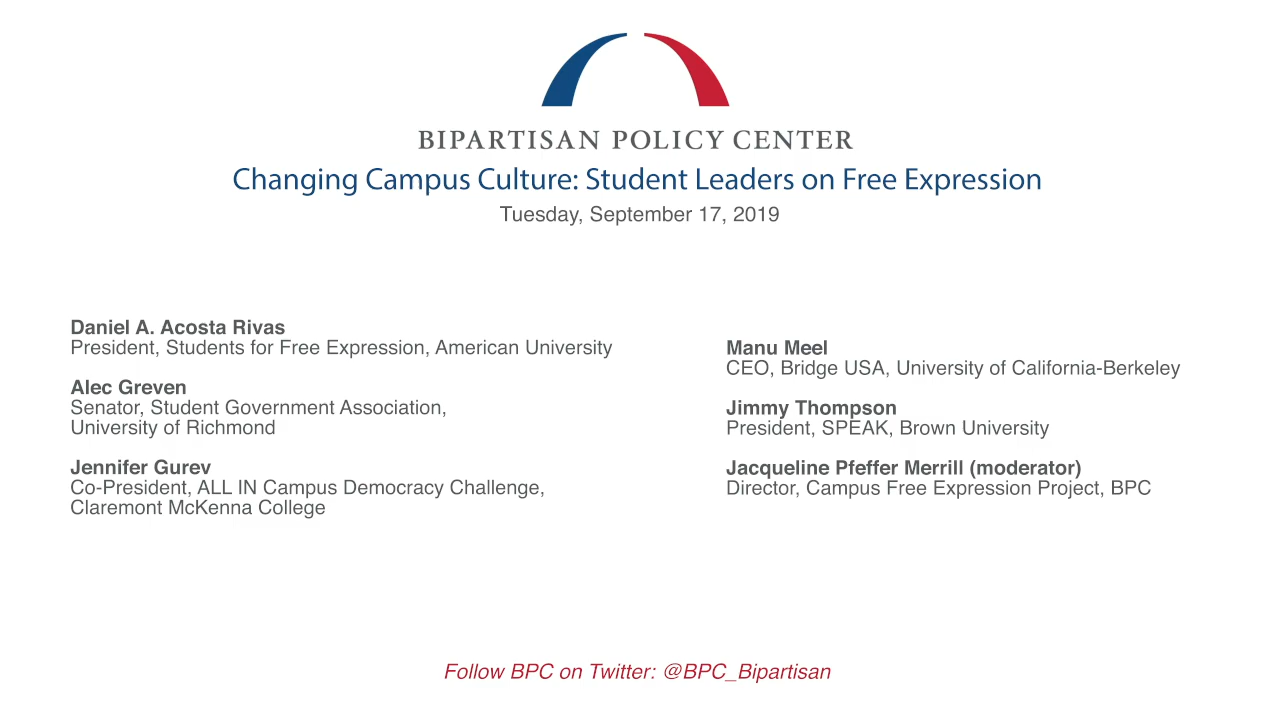 BIPARTISAN POLICY CENTER
Changing Campus Culture: Student Leaders on Free Expression
Tuesday, September 17, 2019
Daniel A. Acosta Rivas
President, Students for Free Expression, American University
Alec Greven
Senator, Student Government Association,
University of Richmond
Jennifer Gurev
Co-President, ALL IN Campus Democracy Challenge,
Claremont McKenna College
Manu Meel
CEO, Bridge USA, University of California-Berkeley
Jimmy Thompson
President, SPEAK, Brown University
Jacqueline Pfeffer Merrill (moderator)
Director, Campus Free Expression Project, BPC
Follow BPC on Twitter: @BPC_Bipartisan